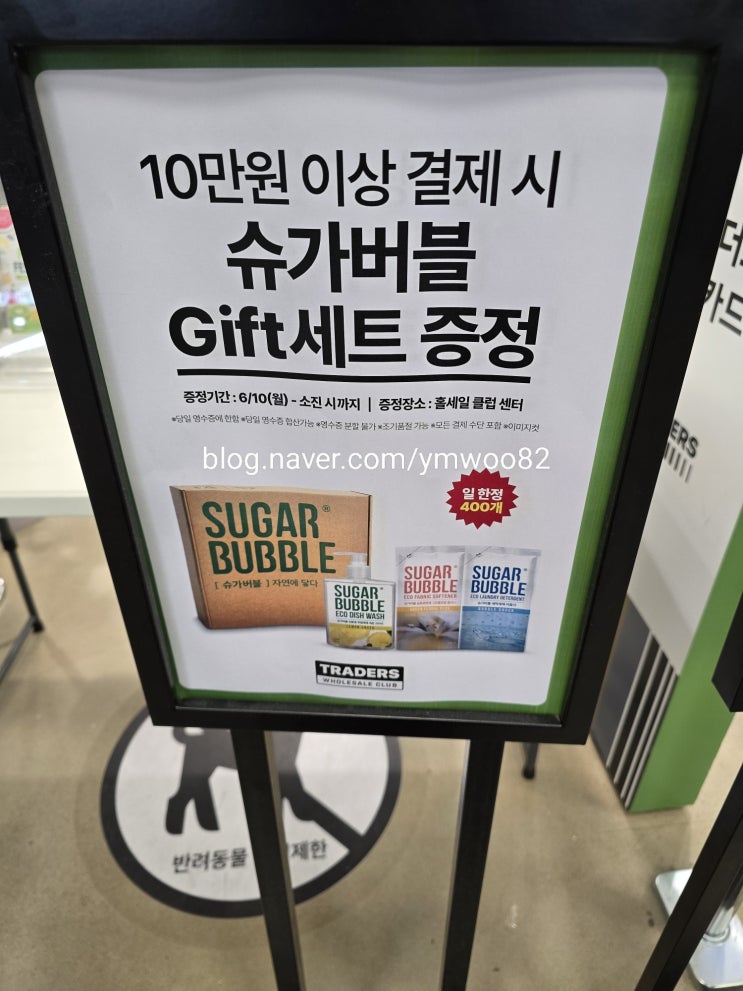 10만원 이상 결제 시
슈가버블
Gift세트 증정
증정기간 : 6/10(월) - 소진 시까지 | 증정장소 : 홀세일 클럽 센터
*당일 영수증에 한함 *당일 영수증 합산가능 *영수증 분할 불가 *조기품절 가능 *모든 결제 수단 포함 *이미지컷
blog.naver.com/ymwoo82
일 한정
400개
SUGAR
BUBBLE®
[ 슈가버블 ] 자연에 닿다
SUGAR
BUBBLE
ECO DISH WASH
SUGAR
BUBBLE
ECO FABRIC SOFTENER
SUGAR
BUBBLE
ECO LAUNDRY DETERGENT
TRADERS
WHOLESALE CLUB
반려동물
제한
카드
ERS